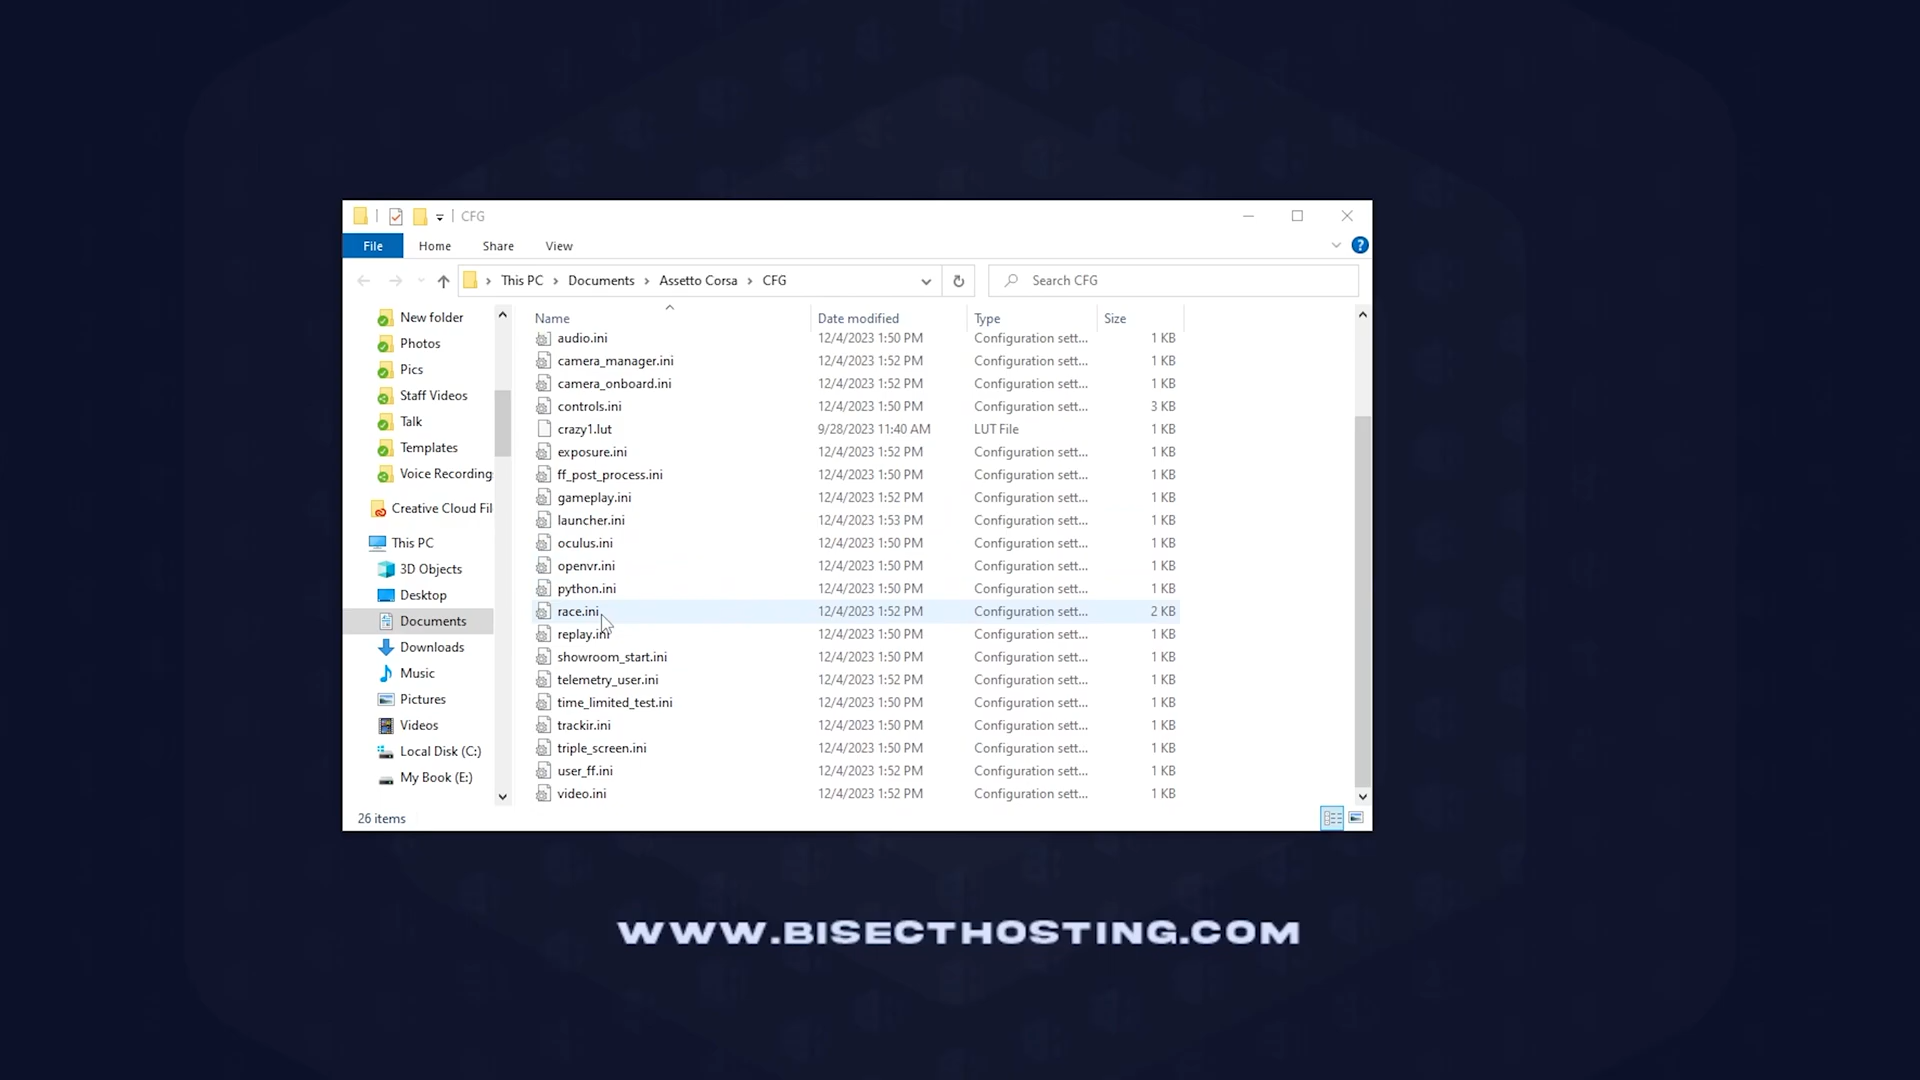 CFG
File Home Share View
This PC Documents Assetto Corsa CFG Search CFG
Name Date modified Type Size
New folder
Photos
Pics
Staff Videos
Talk
Templates
Voice Recording
Creative Cloud Fil
This PC
3D Objects
Desktop
Documents
Downloads
Music
Pictures
Videos
Local Disk (C:)
My Book (E:)
audio.ini 12/4/2023 1:50 PM Configuration sett... 1 KB
camera_manager.ini 12/4/2023 1:52 PM Configuration sett... 1 KB
camera_onboard.ini 12/4/2023 1:52 PM Configuration sett... 1 KB
controls.ini 12/4/2023 1:50 PM Configuration sett... 3 KB
crazy1.lut 9/28/2023 11:40 AM LUT File 1 KB
exposure.ini 12/4/2023 1:52 PM Configuration sett... 1 KB
ff_post_process.ini 12/4/2023 1:50 PM Configuration sett... 1 KB
gameplay.ini 12/4/2023 1:52 PM Configuration sett... 1 KB
launcher.ini 12/4/2023 1:53 PM Configuration sett... 1 KB
oculus.ini 12/4/2023 1:50 PM Configuration sett... 1 KB
openvr.ini 12/4/2023 1:50 PM Configuration sett... 1 KB
python.ini 12/4/2023 1:50 PM Configuration sett... 1 KB
race.ini 12/4/2023 1:52 PM Configuration sett... 2 KB
replay.ini 12/4/2023 1:50 PM Configuration sett... 1 KB
showroom_start.ini 12/4/2023 1:50 PM Configuration sett... 1 KB
telemetry_user.ini 12/4/2023 1:52 PM Configuration sett... 1 KB
time_limited_test.ini 12/4/2023 1:50 PM Configuration sett... 1 KB
trackir.ini 12/4/2023 1:50 PM Configuration sett... 1 KB
triple_screen.ini 12/4/2023 1:50 PM Configuration sett... 1 KB
user_ff.ini 12/4/2023 1:52 PM Configuration sett... 1 KB
video.ini 12/4/2023 1:52 PM Configuration sett... 1 KB
26 items
WWW.BISECTHOSTING.COM